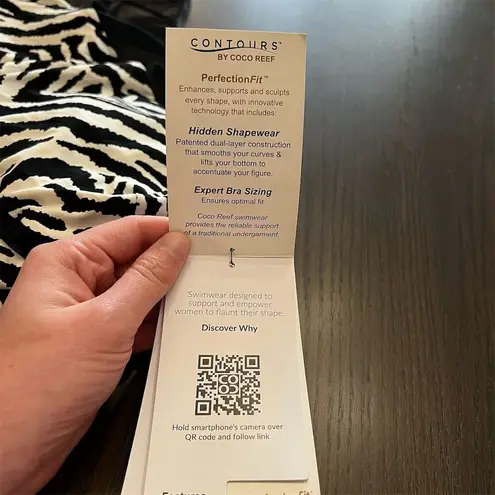 CONTOURS™
BY COCO REEF
PerfectionFit™
Enhances, supports and sculpts
every shape, with innovative
technology that includes:
Hidden Shapewear
Patented dual-layer construction
that smooths your curves &
lifts your bottom to
accentuate your figure.
Expert Bra Sizing
Ensures optimal fit
Coco Reef swimwear
provides the reliable support
of a traditional undergarment.
Swimwear designed to
support and empower
women to flaunt their shape.
Discover Why
COCO
Hold smartphone's camera over
QR code and follow link